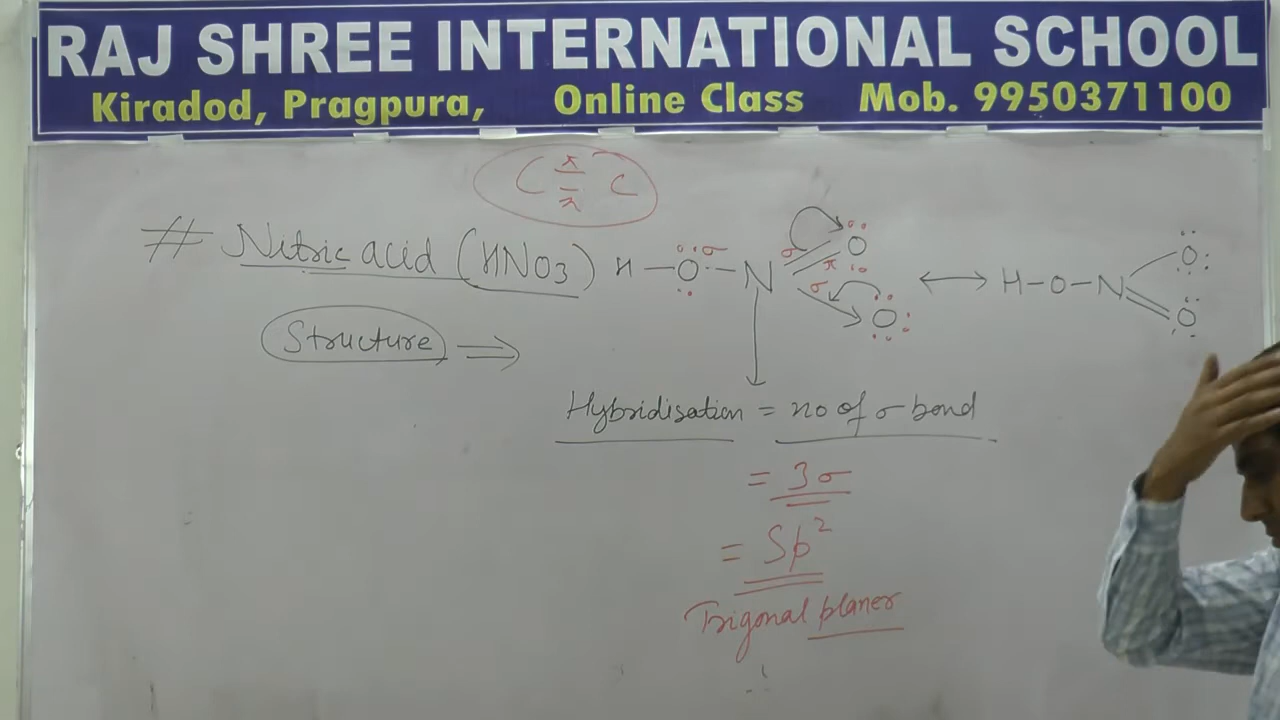 RAJ SHREE INTERNATIONAL SCHOOL
Kiradod, Pragpura, Online Class Mob. 9950371100
C π = π C
# Nitric acid (HNO3) H — O — N O O ↔ H — O — N O O
σ σ π σ
Structure ⇒
Hybridisation = no of σ bond
= 3σ
= Sp²
Trigonal planer